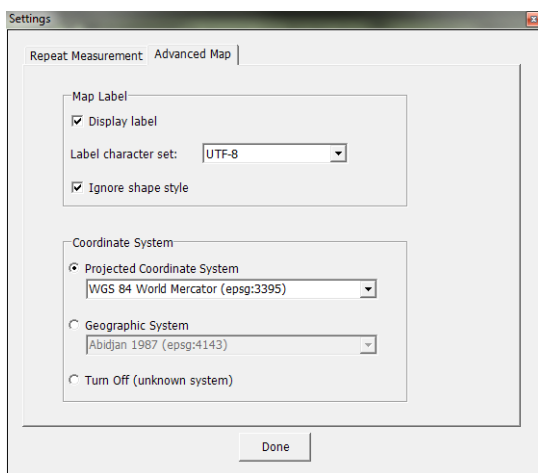 Settings
Repeat Measurement Advanced Map
Map Label
Display label
Label character set: UTF-8
Ignore shape style
Coordinate System
Projected Coordinate System
WGS 84 World Mercator (epsg:3395)
Geographic System
Abidjan 1987 (epsg:4143)
Turn Off (unknown system)
Done